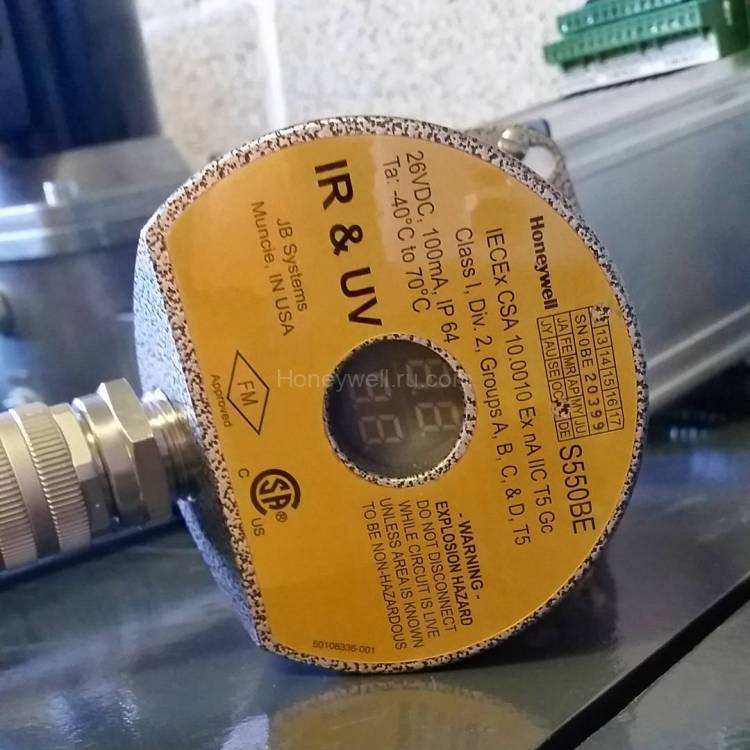 Honeywell
S550BE
13 14 15 16 17
SN 0BE 20399
JA FE MR AP MY JU
JY AU SE OC DE
IECEx CSA 10.0010 Ex nA IIC T5 Gc
Class I, Div. 2, Groups A, B, C, & D, T5
26VDC, 100mA, IP 64
Ta: -40°C to 70°C
IR & UV
JB Systems
Muncie, IN USA
FM
Approved
C
SA
®
US
- WARNING -
EXPLOSION HAZARD
DO NOT DISCONNECT
WHILE CIRCUIT IS LIVE
UNLESS AREA IS KNOWN
TO BE NON-HAZARDOUS
50108336-001
Honeywell.ru.com